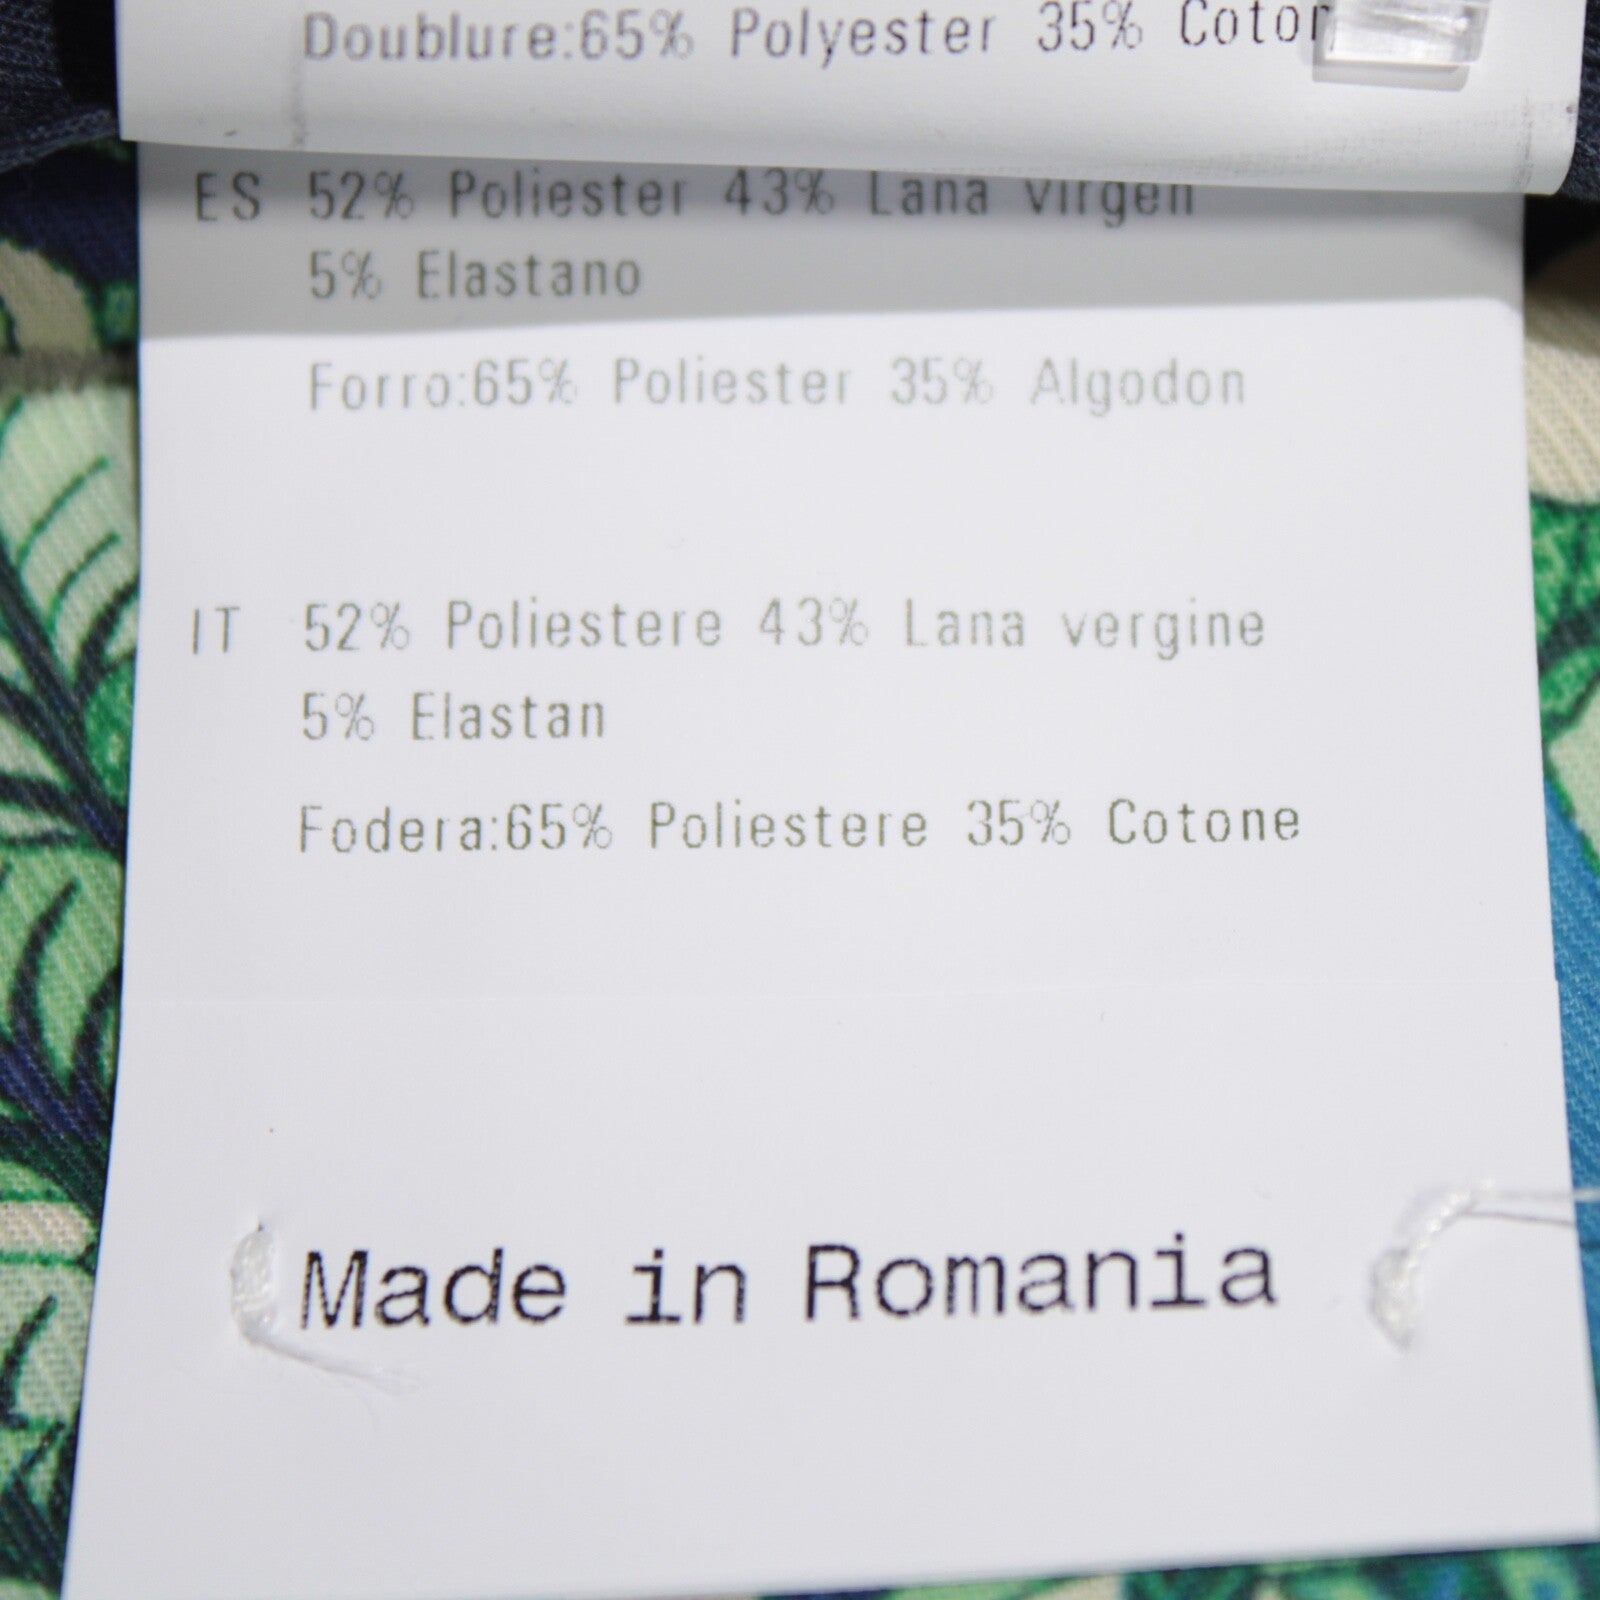 Doublure:65% Polyester 35% Coton
ES 52% Poliester 43% Lana virgen
5% Elastano
Forro:65% Poliester 35% Algodon
IT 52% Poliestere 43% Lana vergine
5% Elastan
Fodera:65% Poliestere 35% Cotone
Made in Romania